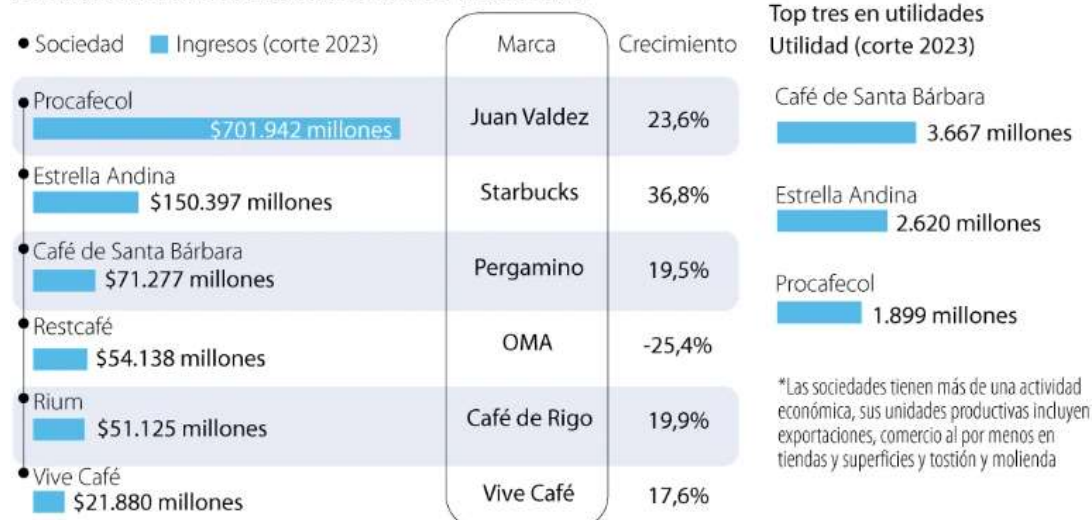 Sociedad Ingresos (corte 2023) Marca Crecimiento
Procafecol
$701.942 millones Juan Valdez 23,6%
Estrella Andina
$150.397 millones Starbucks 36,8%
Café de Santa Bárbara
$71.277 millones Pergamino 19,5%
Restcafé
$54.138 millones OMA -25,4%
Rium
$51.125 millones Café de Rigo 19,9%
Vive Café
$21.880 millones Vive Café 17,6%
Top tres en utilidades
Utilidad (corte 2023)
Café de Santa Bárbara
3.667 millones
Estrella Andina
2.620 millones
Procafecol
1.899 millones
*Las sociedades tienen más de una actividad
económica, sus unidades productivas incluyen
exportaciones, comercio al por menos en
tiendas y superficies y tostión y molienda